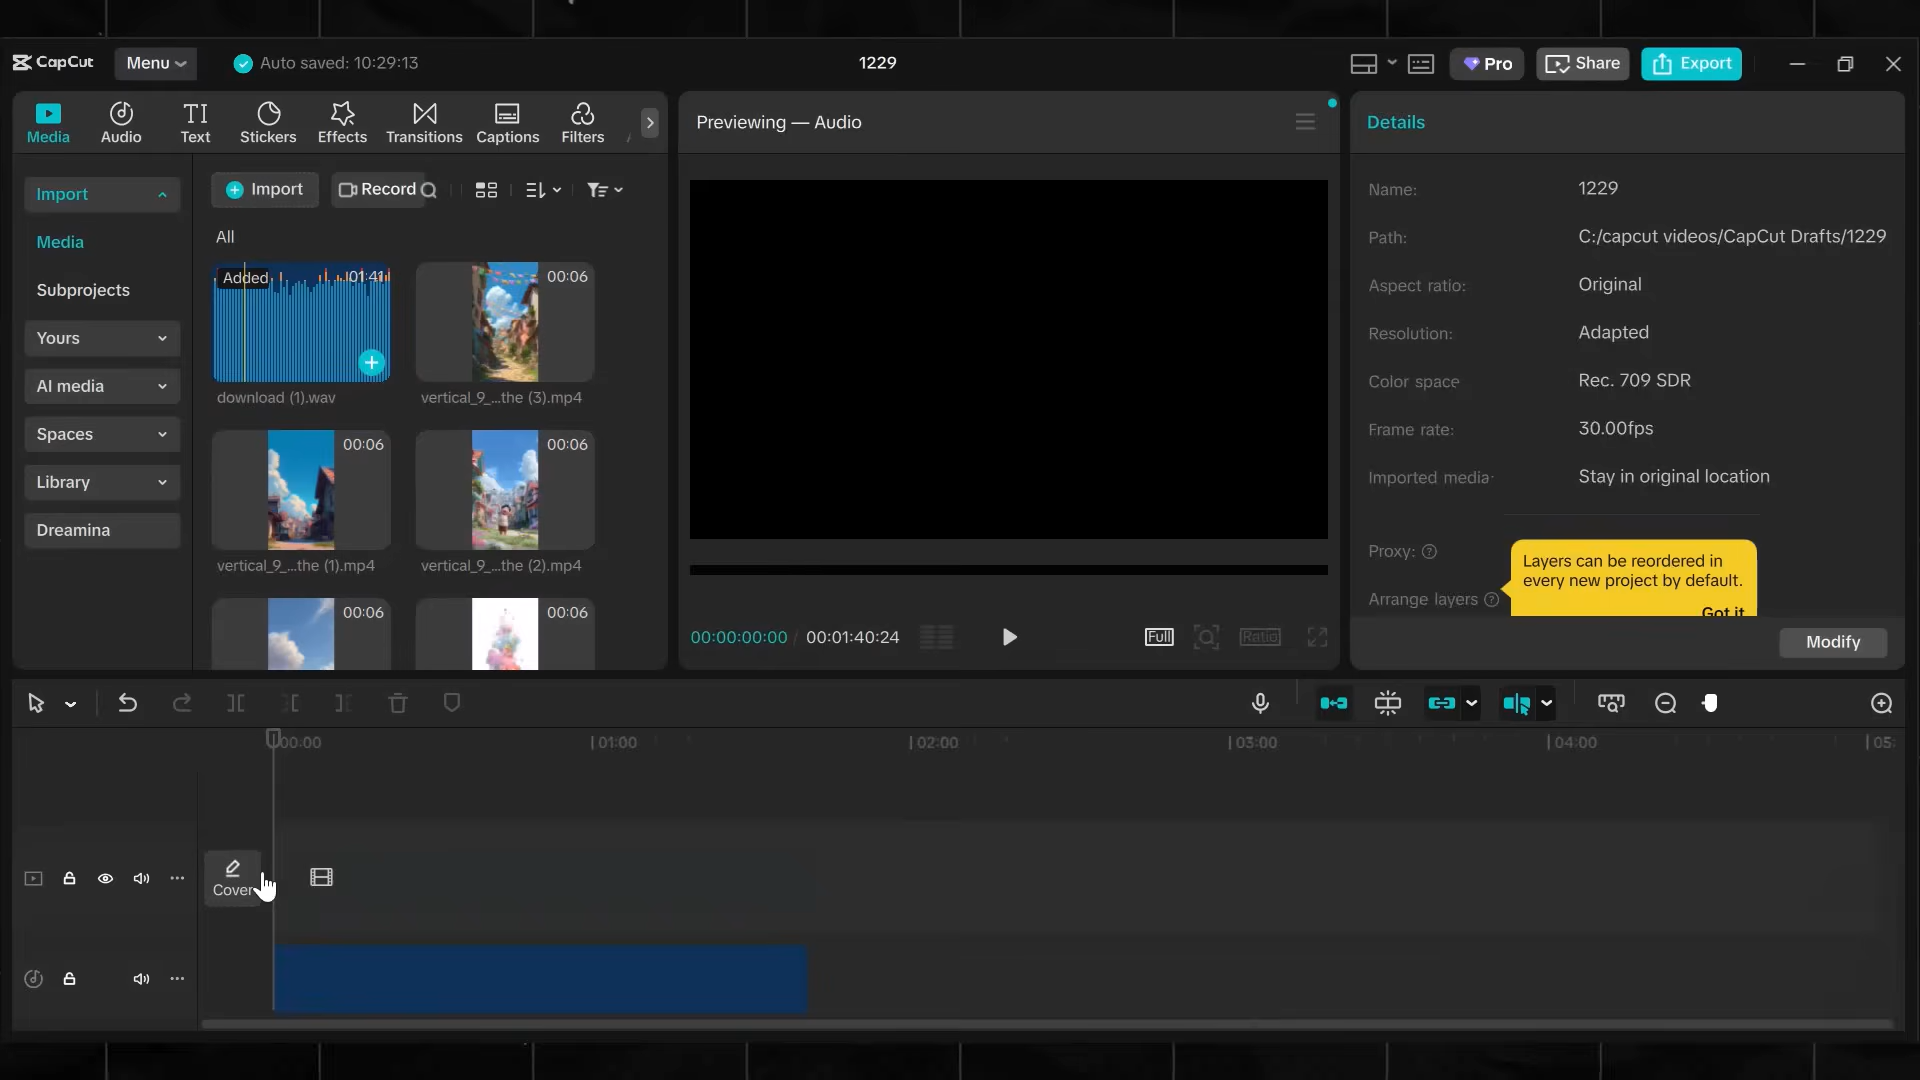 CapCut
Menu
Auto saved: 10:29:13
1229
Pro
Share
Export
Media
Audio
TI
Text
Stickers
Effects
Transitions
Captions
Filters
Import
Media
Subprojects
Yours
AI media
Spaces
Library
Dreamina
Import
Record
All
Added
01:41
download (1).wav
00:06
vertical_9_...the (3).mp4
00:06
vertical_9_...the (1).mp4
00:06
vertical_9_...the (2).mp4
00:06
00:06
Previewing — Audio
00:00:00:00 / 00:01:40:24
Full
Ratio
Details
Name: 1229
Path: C:/capcut videos/CapCut Drafts/1229
Aspect ratio: Original
Resolution: Adapted
Color space Rec. 709 SDR
Frame rate: 30.00fps
Imported media: Stay in original location
Proxy:
Arrange layers
Layers can be reordered in
every new project by default.
Got it
Modify
00:00
01:00
02:00
03:00
04:00
05:
Cover